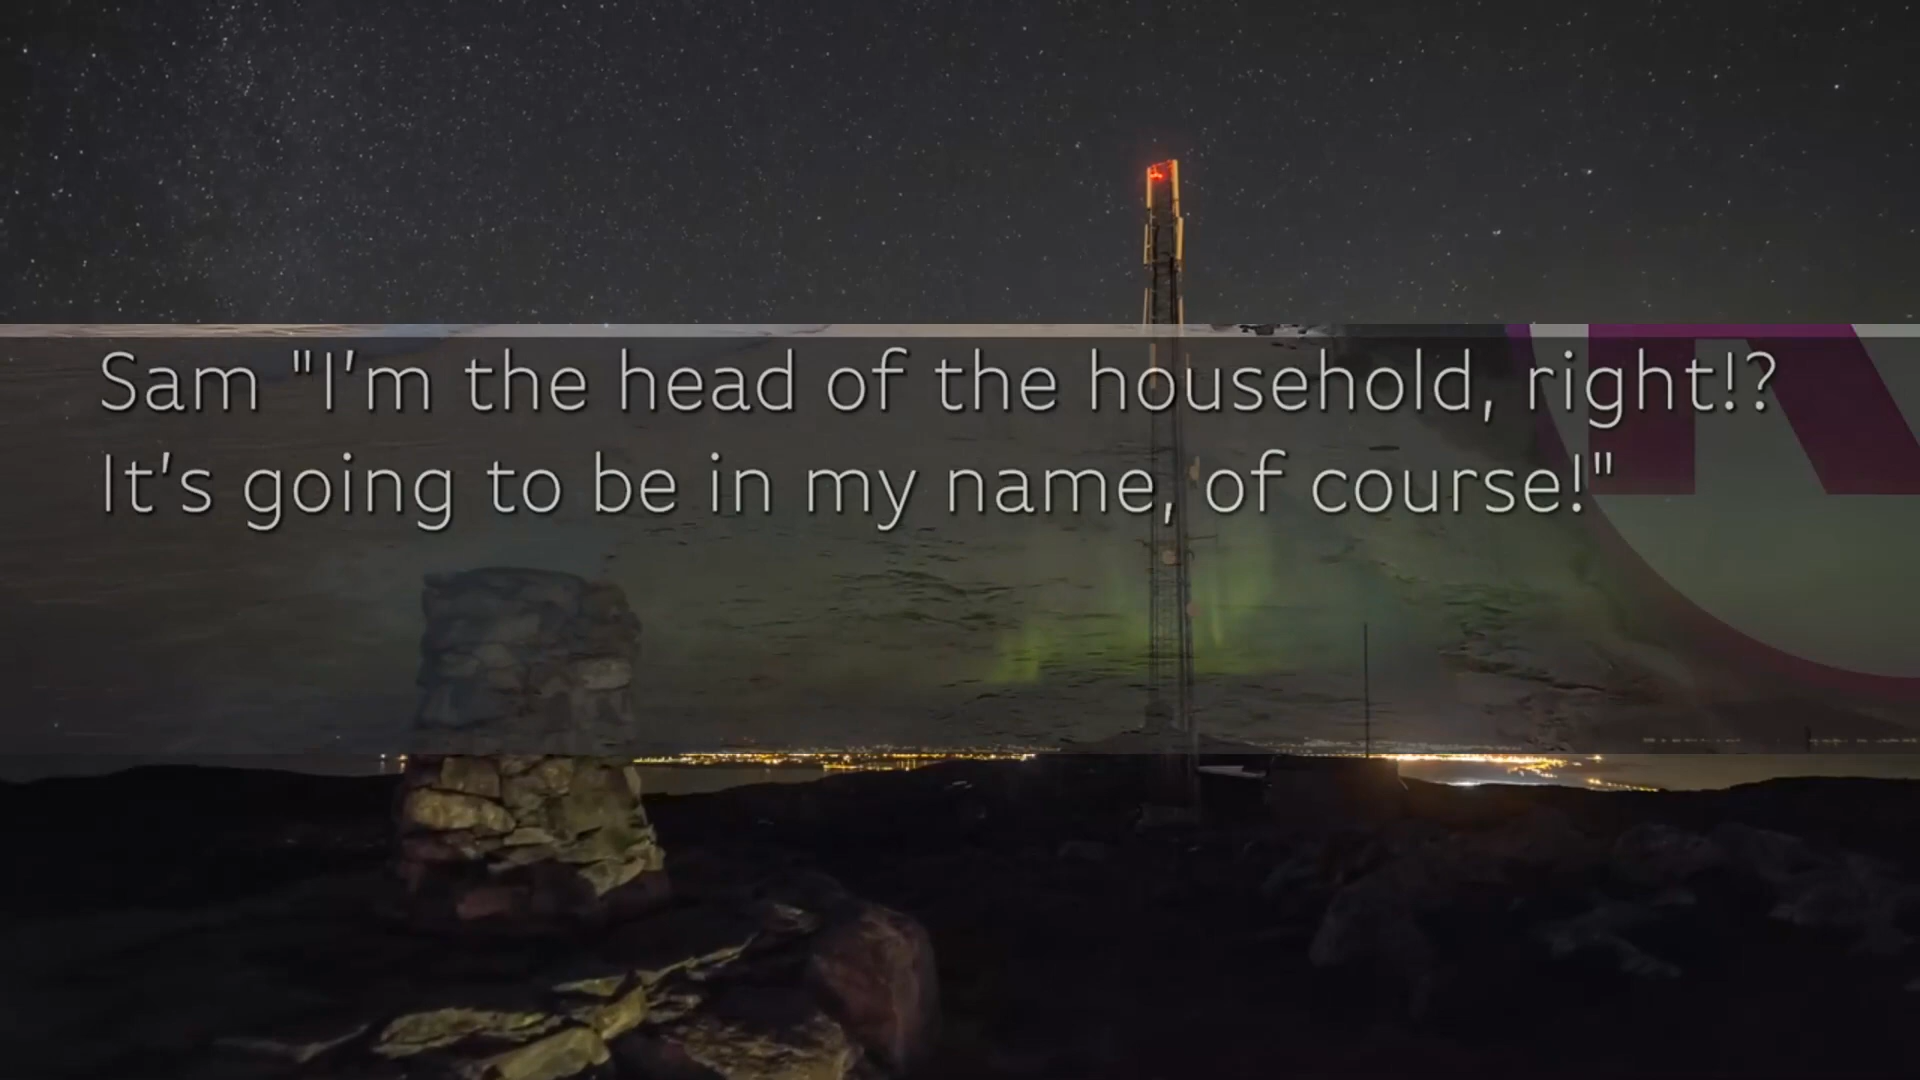 Sam "I'm the head of the household, right!?
It's going to be in my name, of course!"